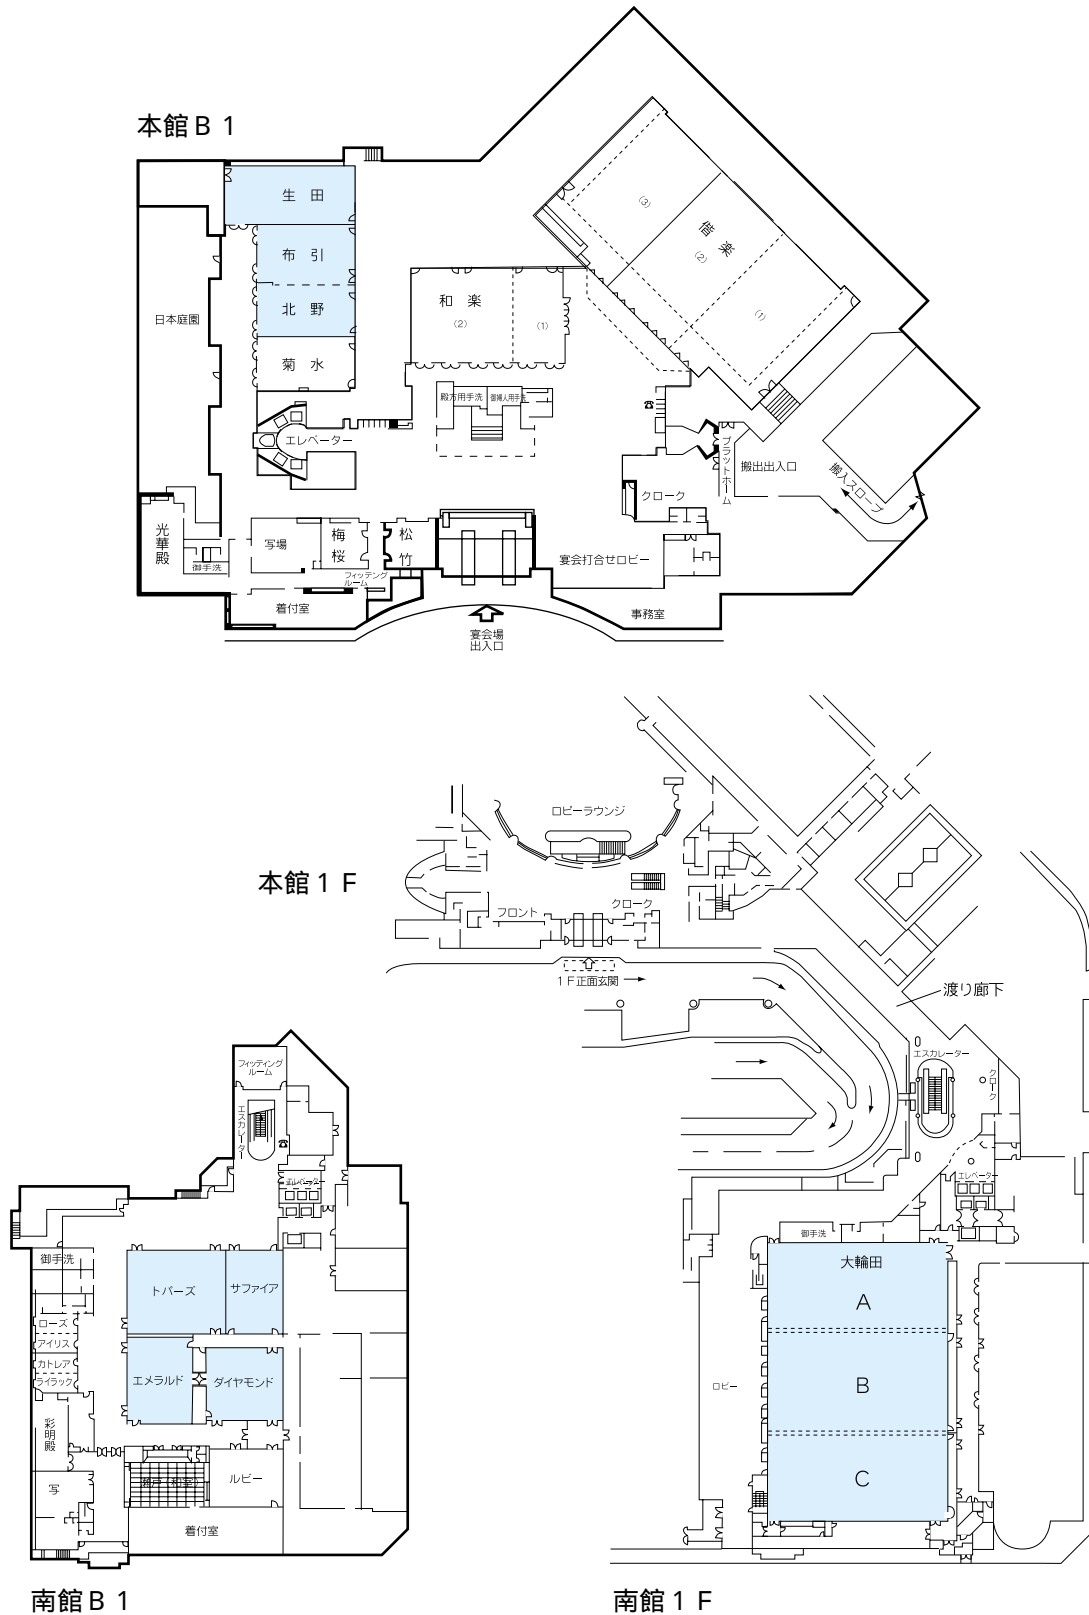 本館B1
生田
布引
北野
菊水
日本庭園
和楽
(2)
(1)
偕楽
(3)
(2)
(1)
殿方用手洗
御婦人用手洗
エレベーター
プラットホーム
搬出出入口
搬入スロープ
クローク
光華殿
御手洗
写場
梅
桜
松
竹
フィッテング
ルーム
着付室
宴会打合せロビー
事務室
宴会場
出入口
本館1F
ロビーラウンジ
フロント
クローク
1F正面玄関
渡り廊下
エスカレーター
クローク
エレベーター
御手洗
大輪田
A
B
C
ロビー
南館1F
フィッティング
ルーム
エスカレーター
エレベーター
御手洗
トパーズ
サファイア
ローズ
アイリス
カトレア
ライラック
エメラルド
ダイヤモンド
彩明殿
写
瀬戸(和室)
ルビー
着付室
南館B1